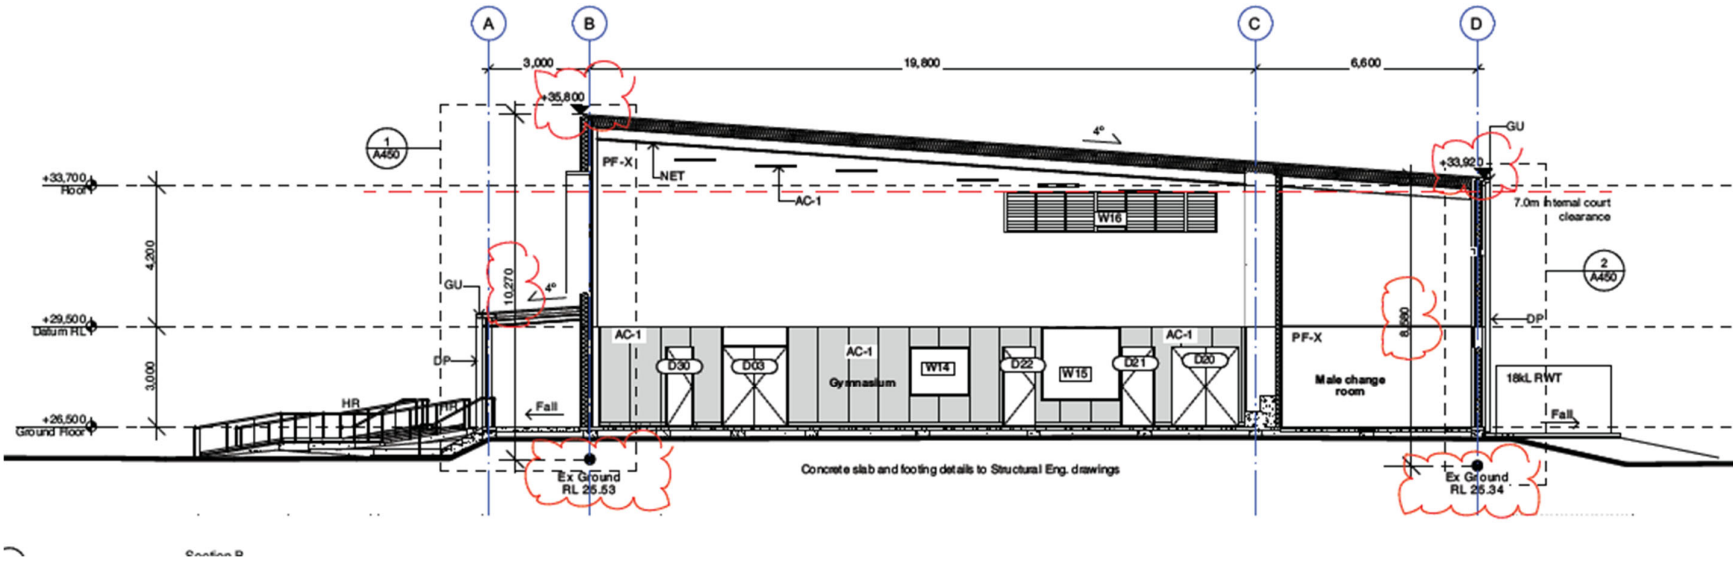 A
B
C
D
3,000
19,800
6,600
+35,800
1
A450
4°
GU
PF-X
+33,920
NET
+33,700
Roof
AC-1
7.0m internal court
clearance
W16
4,200
10,270
4°
GU
2
A450
+29,500
Datum RL
8,580
DP
AC-1
AC-1
AC-1
PF-X
DP
D30
D03
W14
D22
W15
D21
D20
3,000
Gymnasium
Male change
room
18kL RWT
HR
HR
Fall
Fall
+26,500
Ground Floor
Concrete slab and footing details to Structural Eng. drawings
Ex Ground
RL 25.53
Ex Ground
RL 25.34
Section B